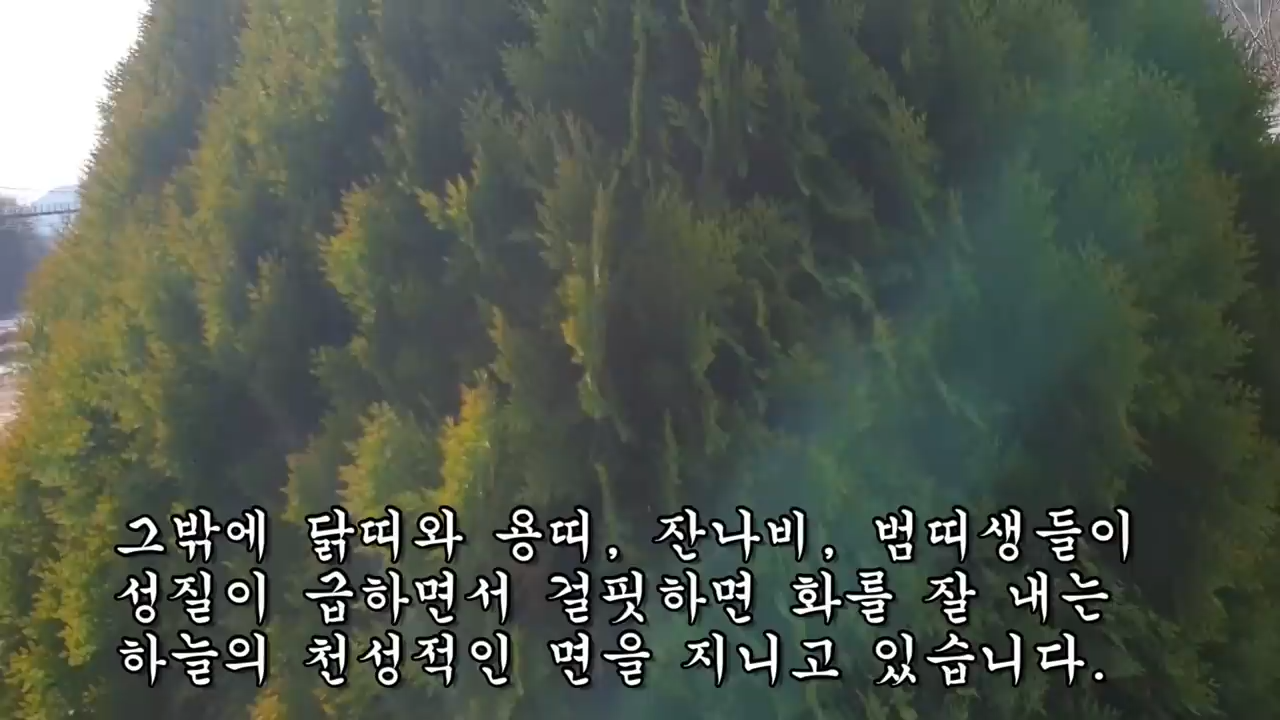 그밖에 닭띠와 용띠, 잔나비, 범띠생들이
성질이 급하면서 걸핏하면 화를 잘 내는
하늘의 천성적인 면을 지니고 있습니다.